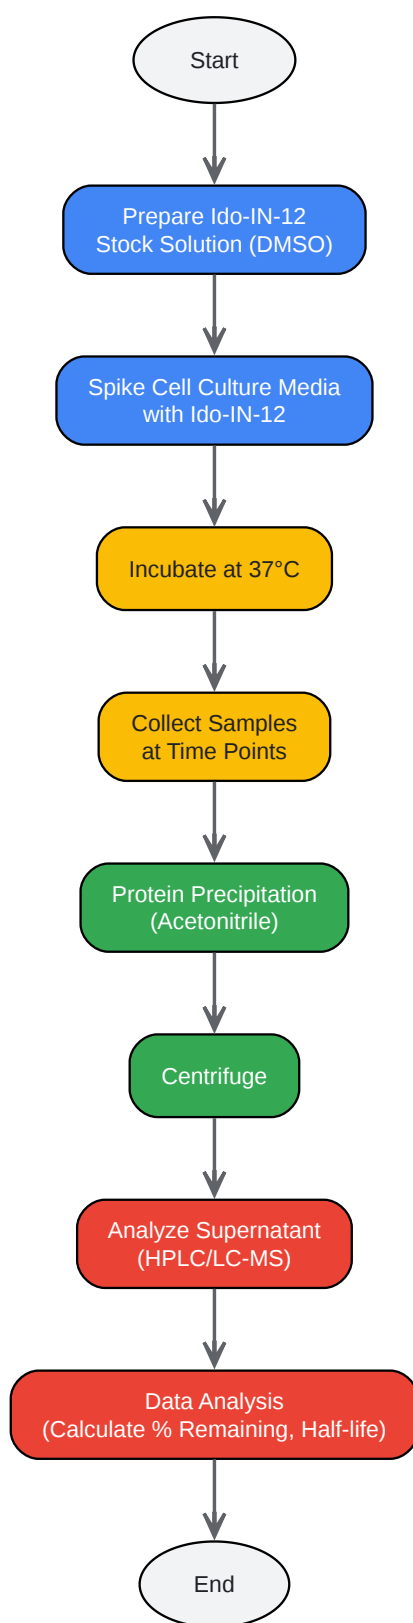 Start
Prepare Ido-IN-12
Stock Solution (DMSO)
Spike Cell Culture Media
with Ido-IN-12
Incubate at 37°C
Collect Samples
at Time Points
Protein Precipitation
(Acetonitrile)
Centrifuge
Analyze Supernatant
(HPLC/LC-MS)
Data Analysis
(Calculate % Remaining, Half-life)
End